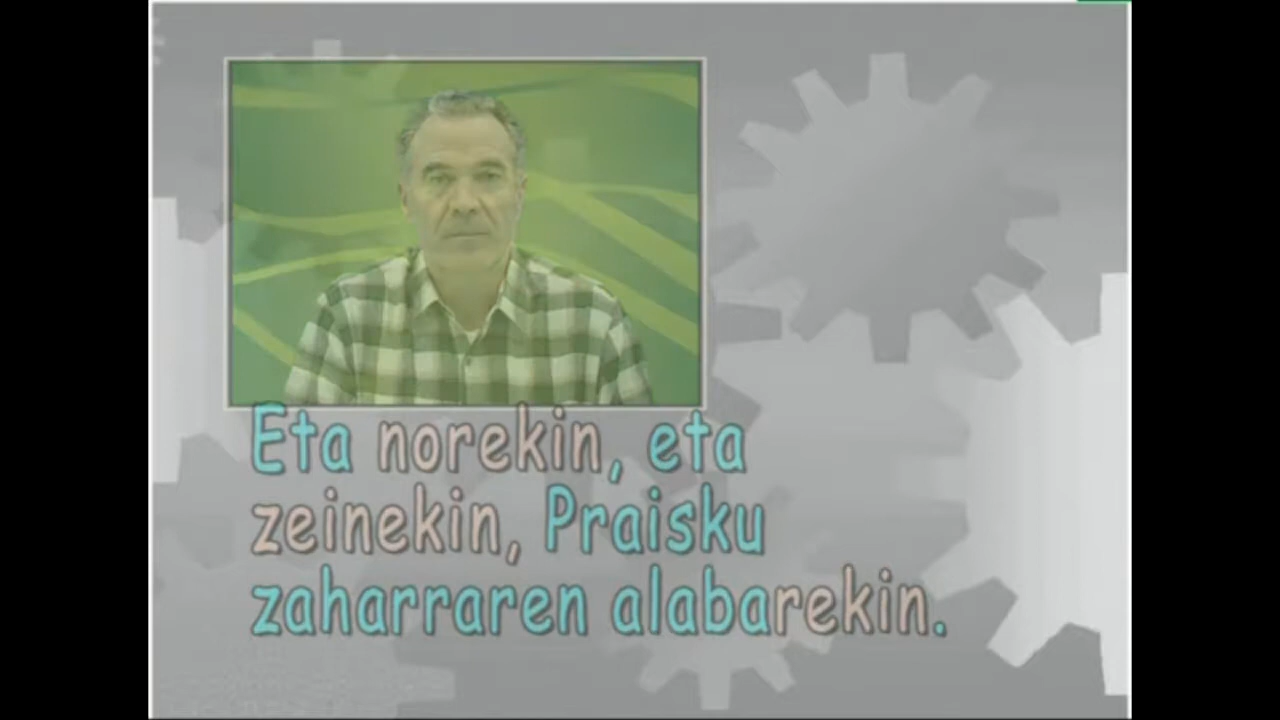 Eta norekin, eta
zeinekin, Praisku
zaharraren alabarekin.